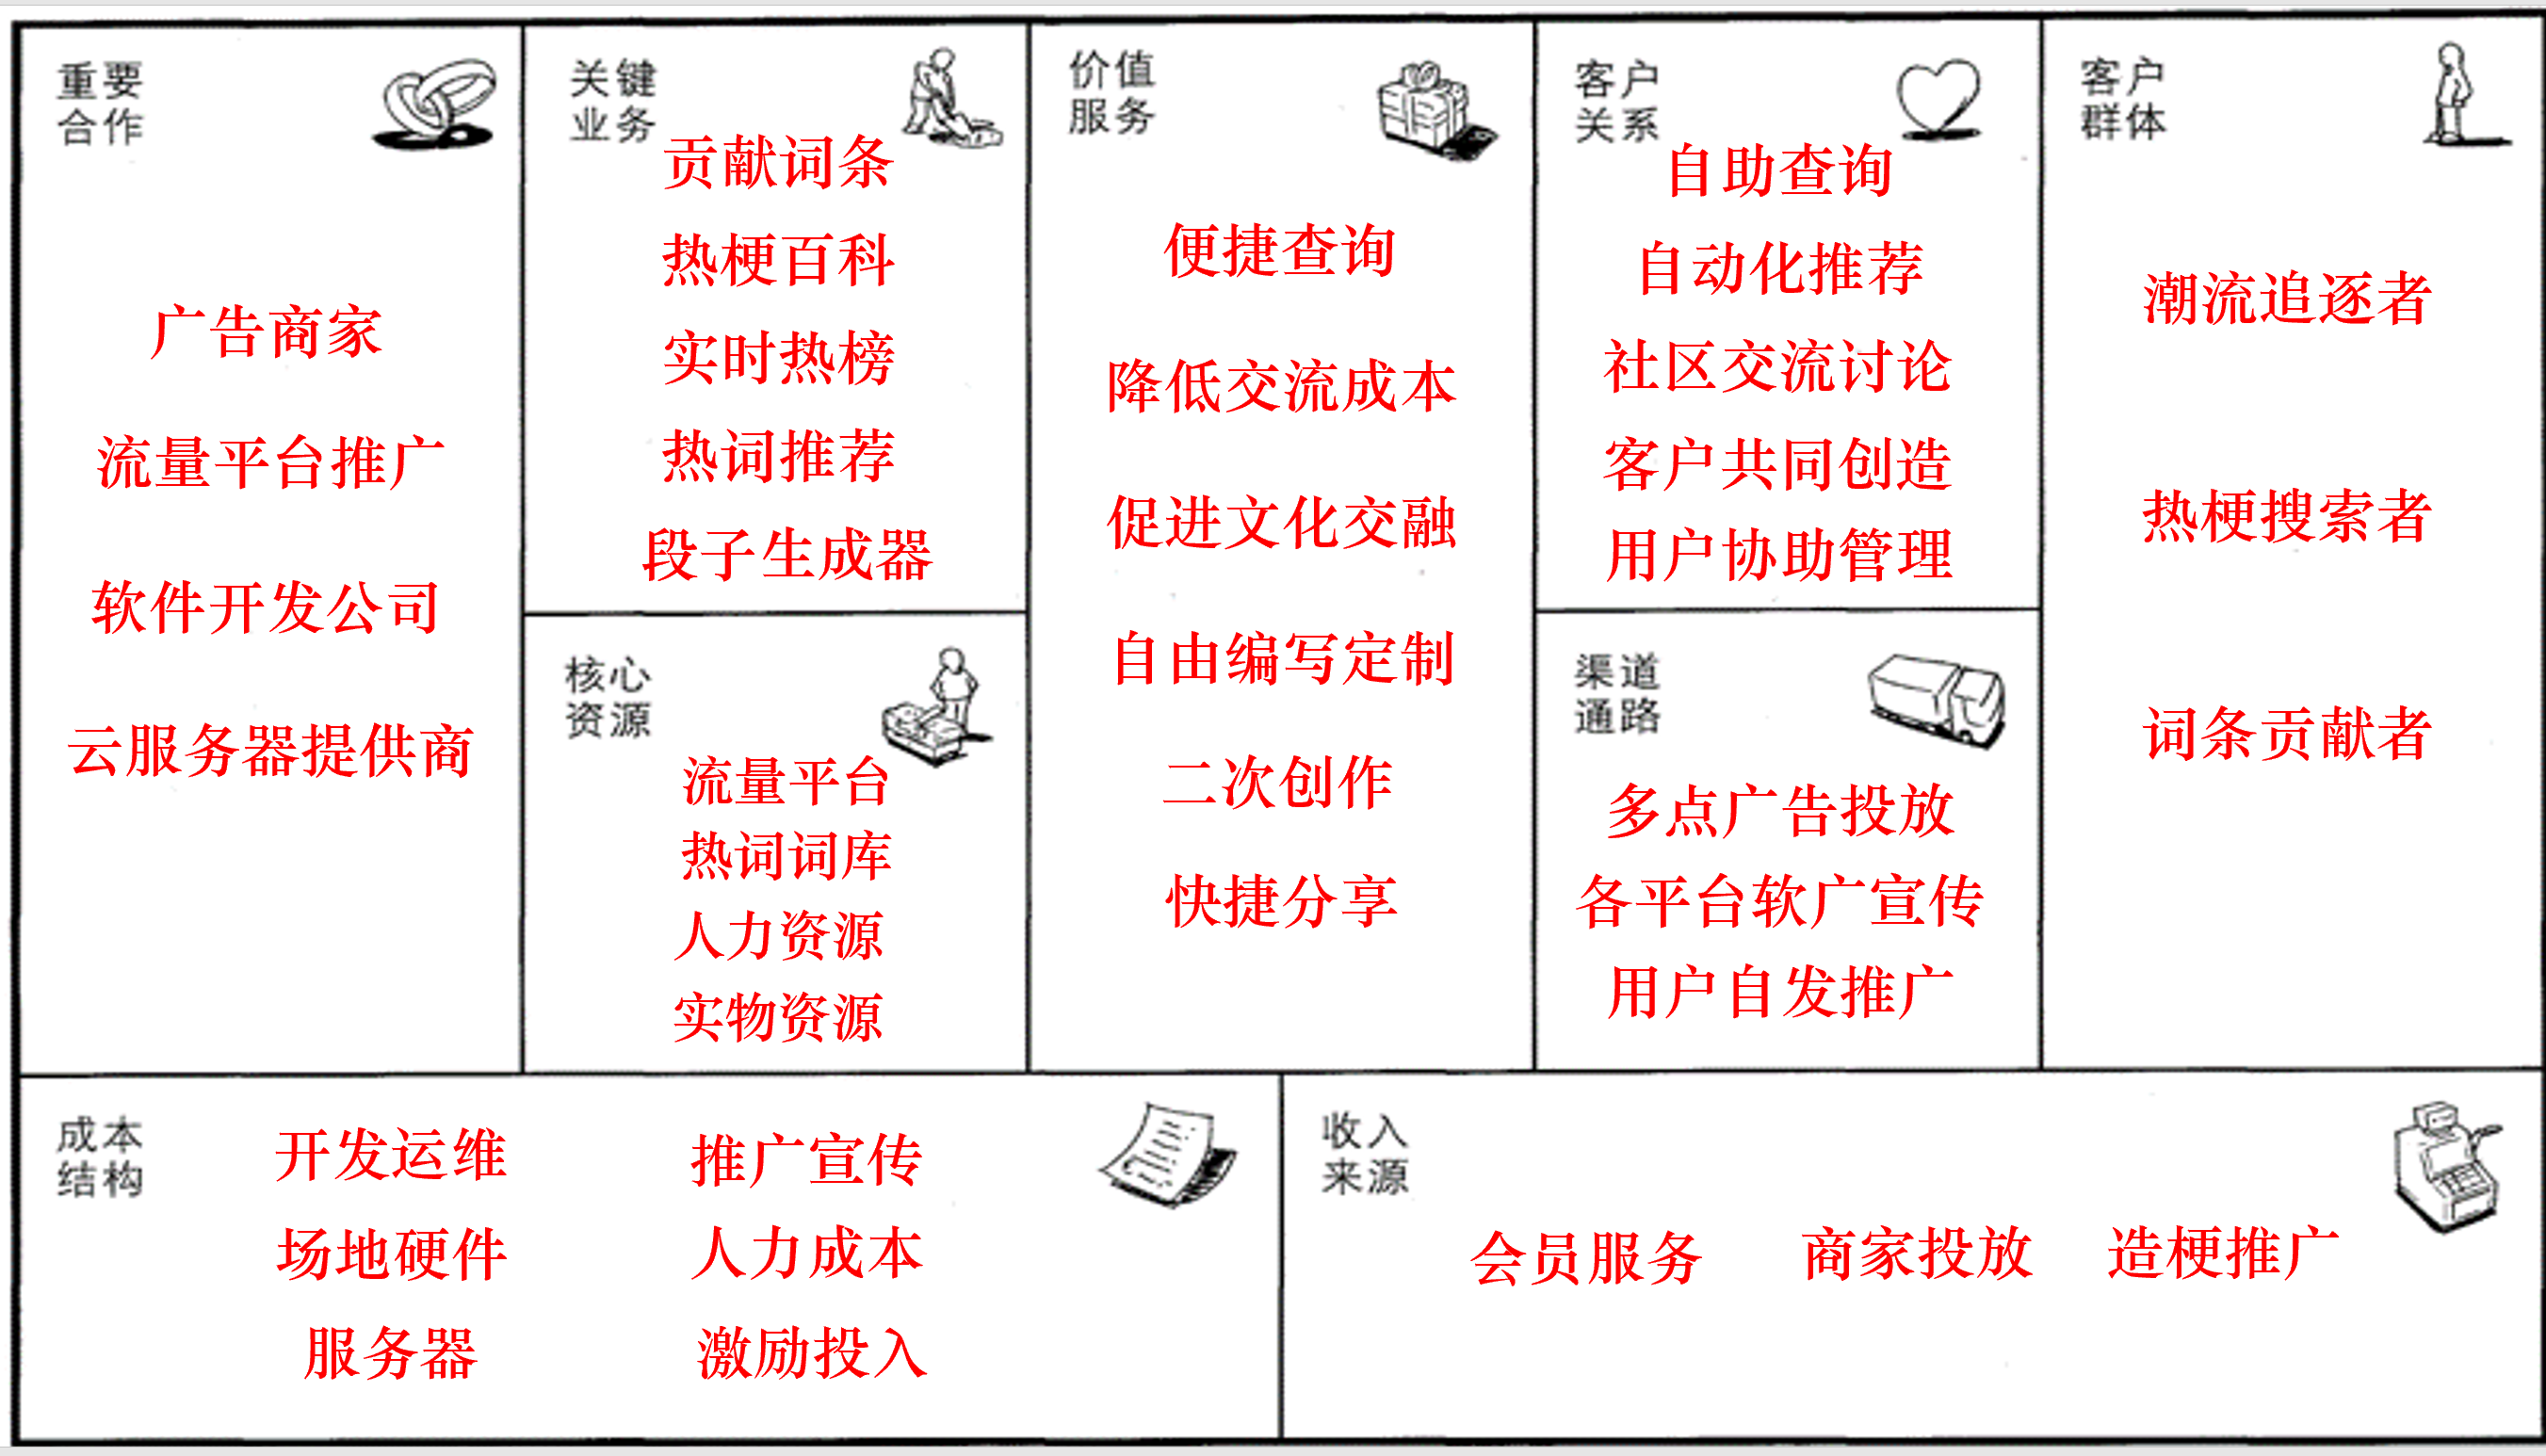 重要
合作
广告商家
流量平台推广
软件开发公司
云服务器提供商
关键
业务
贡献词条
热梗百科
实时热榜
热词推荐
段子生成器
核心
资源
流量平台
热词词库
人力资源
实物资源
价值
服务
便捷查询
降低交流成本
促进文化交融
自由编写定制
二次创作
快捷分享
客户
关系
自助查询
自动化推荐
社区交流讨论
客户共同创造
用户协助管理
渠道
通路
多点广告投放
各平台软广宣传
用户自发推广
客户
群体
潮流追逐者
热梗搜索者
词条贡献者
成本
结构
开发运维
场地硬件
服务器
推广宣传
人力成本
激励投入
收入
来源
会员服务
商家投放
造梗推广